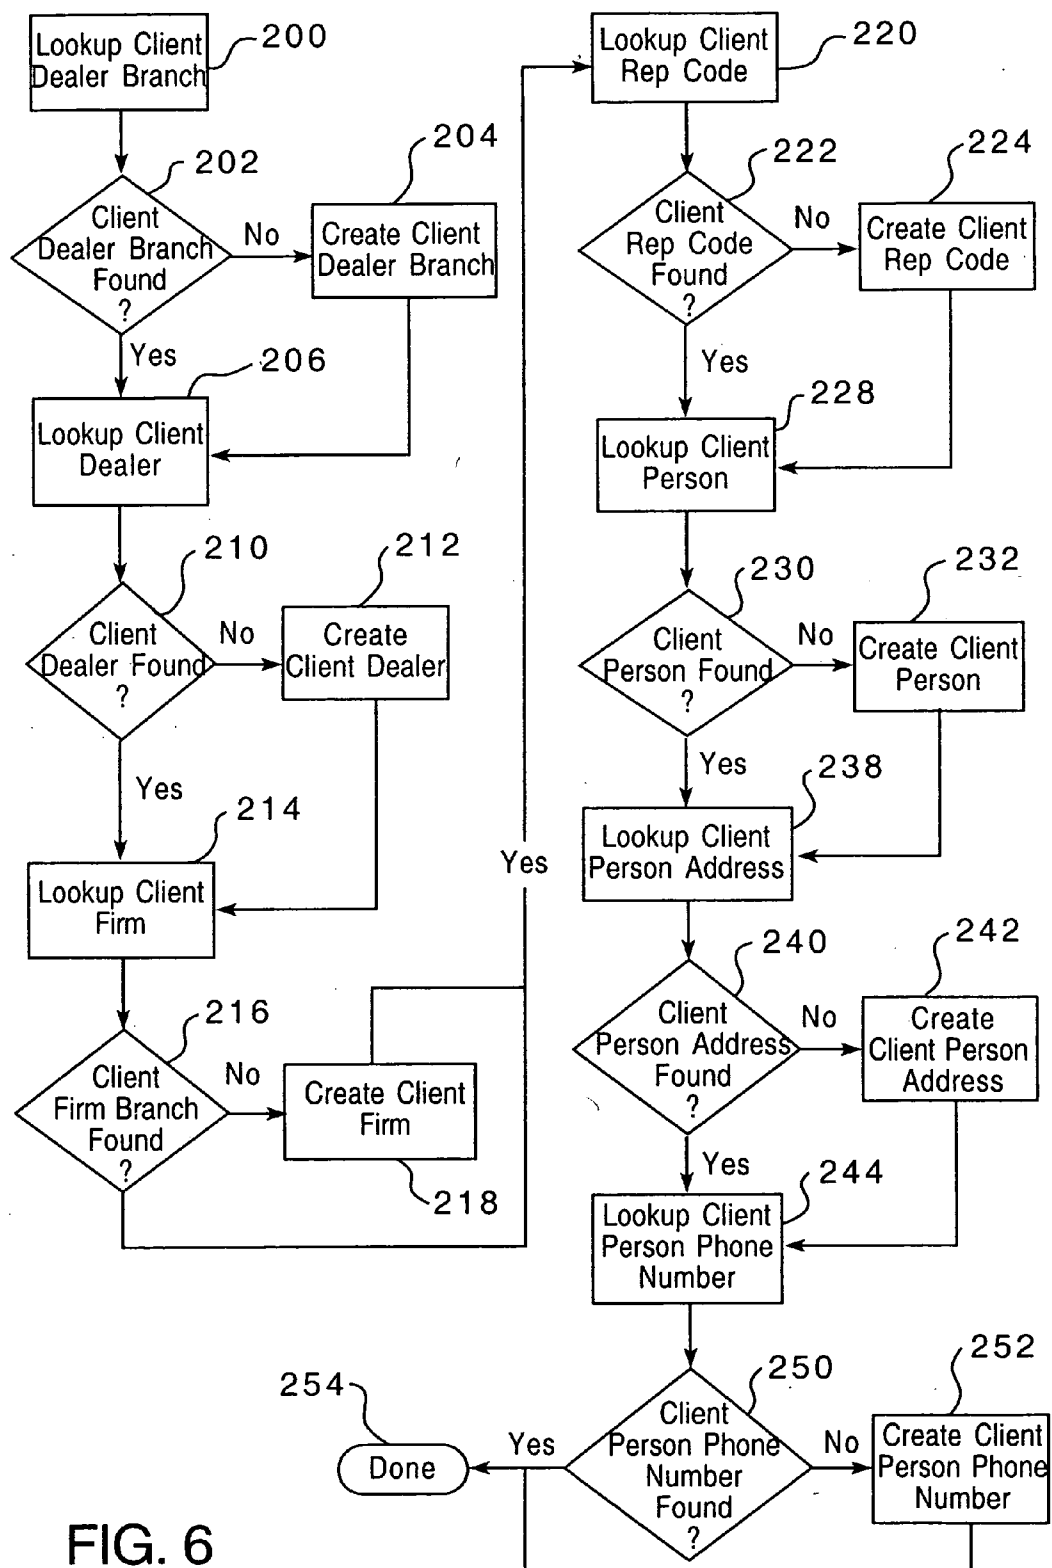 200
Lookup Client
Dealer Branch
202
Client
Dealer Branch
Found
?
No
204
Create Client
Dealer Branch
Yes
206
Lookup Client
Dealer
210
Client
Dealer Found
?
No
212
Create
Client Dealer
Yes
214
Lookup Client
Firm
216
Client
Firm Branch
Found
?
No
Create Client
Firm
218
Yes
220
Lookup Client
Rep Code
222
Client
Rep Code
Found
?
No
224
Create Client
Rep Code
Yes
228
Lookup Client
Person
230
Client
Person Found
?
No
232
Create Client
Person
Yes
238
Lookup Client
Person Address
240
Client
Person Address
Found
?
No
242
Create
Client Person
Address
Yes
244
Lookup Client
Person Phone
Number
250
Client
Person Phone
Number
Found
?
No
252
Create Client
Person Phone
Number
Yes
254
Done
FIG. 6